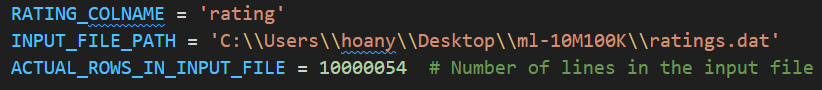 RATING_COLNAME = 'rating'
INPUT_FILE_PATH = 'C:\\Users\\hoany\\Desktop\\ml-10M100K\\ratings.dat'
ACTUAL_ROWS_IN_INPUT_FILE = 10000054  # Number of lines in the input file